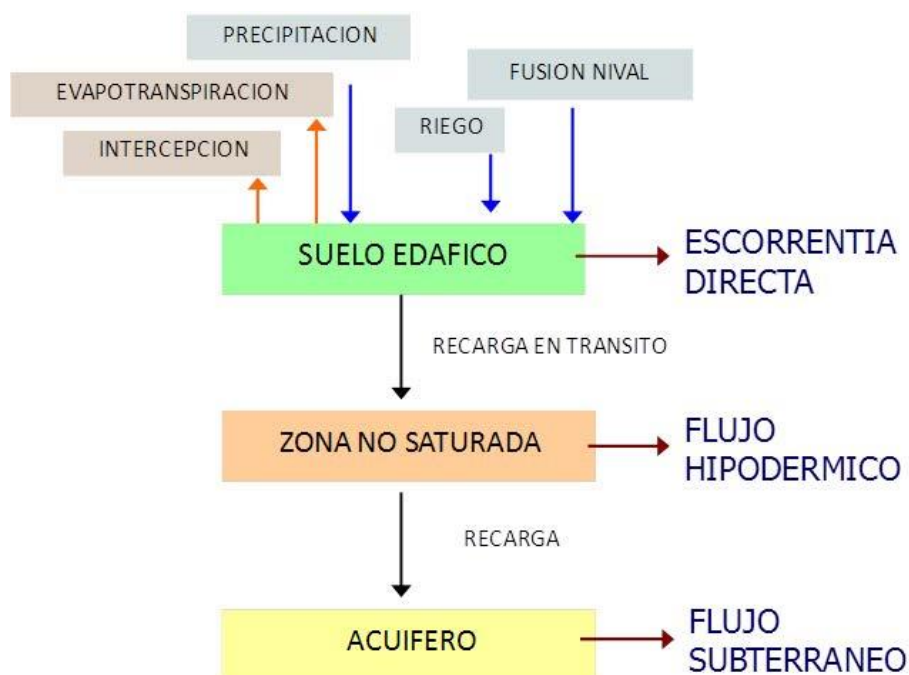 PRECIPITACION
FUSION NIVAL
EVAPOTRANSPIRACION
RIEGO
INTERCEPCION
SUELO EDAFICO
ESCORRENTIA
DIRECTA
RECARGA EN TRANSITO
ZONA NO SATURADA
FLUJO
HIPODERMICO
RECARGA
ACUIFERO
FLUJO
SUBTERRANEO